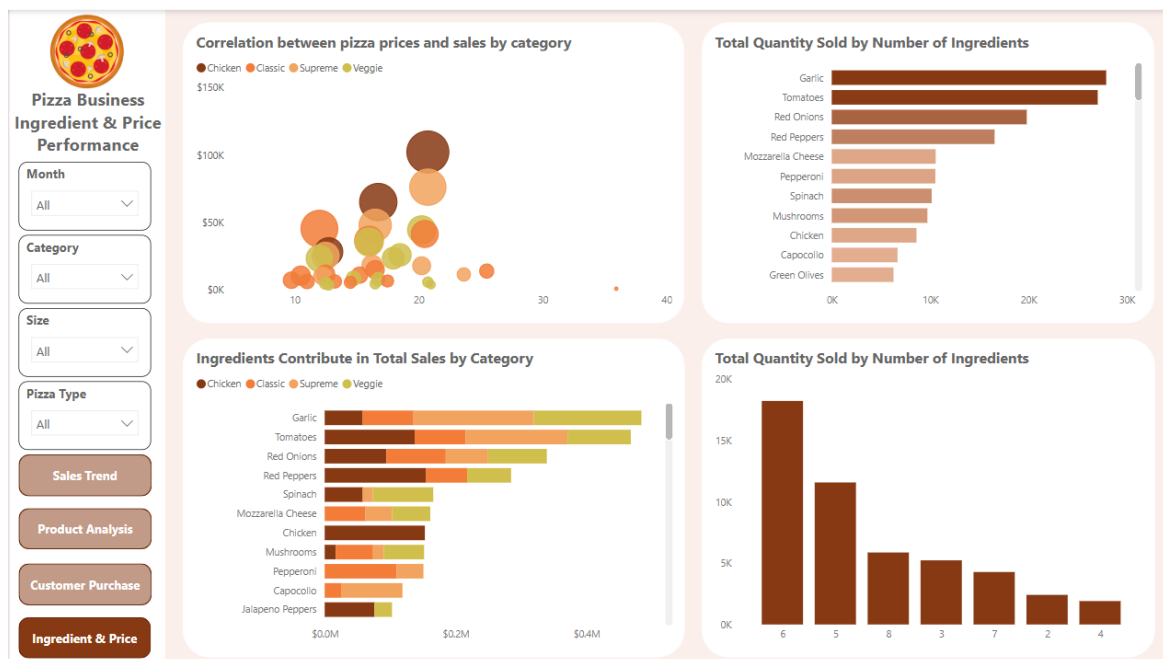 Pizza Business
Ingredient & Price
Performance
Month
All
Category
All
Size
All
Pizza Type
All
Sales Trend
Product Analysis
Customer Purchase
Ingredient & Price
Correlation between pizza prices and sales by category
Chicken Classic Supreme Veggie
$150K
$100K
$50K
$0K
10 20 30 40
Total Quantity Sold by Number of Ingredients
Garlic
Tomatoes
Red Onions
Red Peppers
Mozzarella Cheese
Pepperoni
Spinach
Mushrooms
Chicken
Capocollo
Green Olives
0K 10K 20K 30K
Ingredients Contribute in Total Sales by Category
Chicken Classic Supreme Veggie
Garlic
Tomatoes
Red Onions
Red Peppers
Spinach
Mozzarella Cheese
Chicken
Mushrooms
Pepperoni
Capocollo
Jalapeno Peppers
$0.0M $0.2M $0.4M
Total Quantity Sold by Number of Ingredients
20K
15K
10K
5K
0K
6 5 8 3 7 2 4